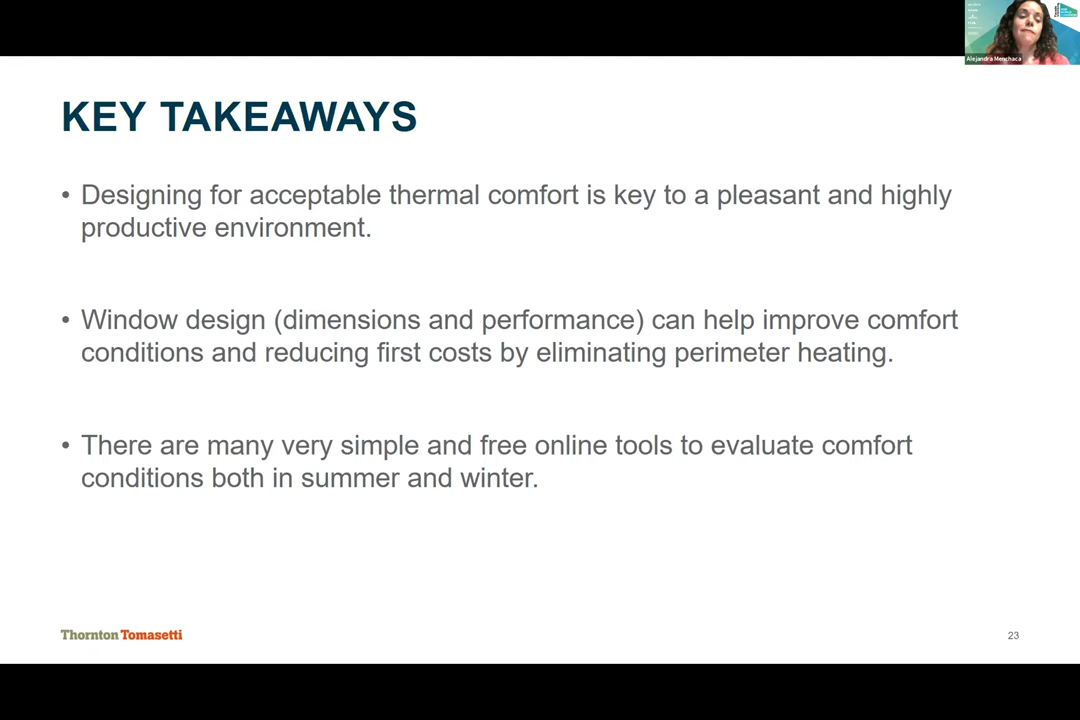 Alejandra Menchaca
KEY TAKEAWAYS
• Designing for acceptable thermal comfort is key to a pleasant and highly
productive environment.
• Window design (dimensions and performance) can help improve comfort
conditions and reducing first costs by eliminating perimeter heating.
• There are many very simple and free online tools to evaluate comfort
conditions both in summer and winter.
Thornton Tomasetti
23